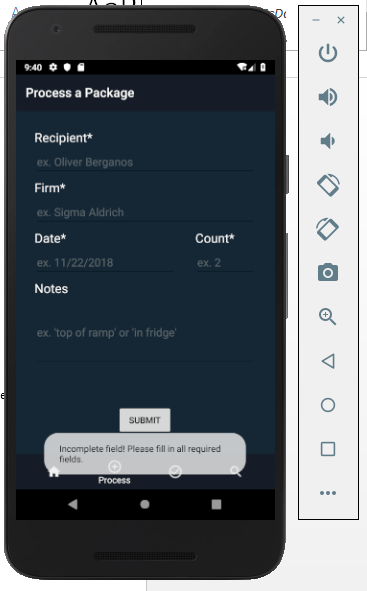 9:40
Process a Package
Recipient*
ex. Oliver Berganos
Firm*
ex. Sigma Aldrich
Date* Count*
ex. 11/22/2018 ex. 2
Notes
ex. 'top of ramp' or 'in fridge'
SUBMIT
Incomplete field! Please fill in all required
fields.
Process